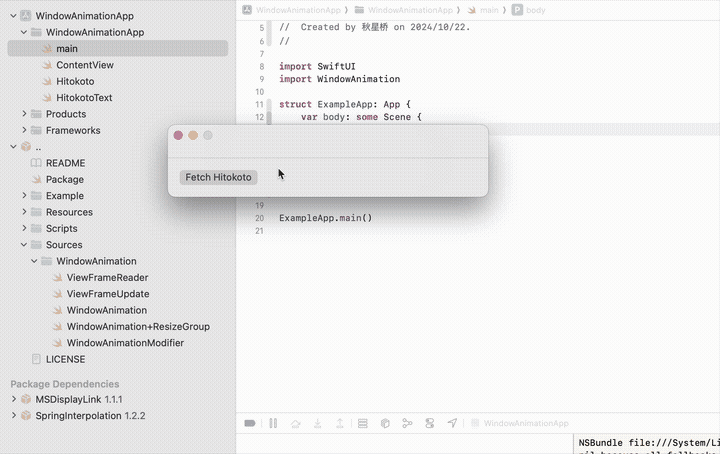 WindowAnimationApp
WindowAnimationApp
main
ContentView
Hitokoto
HitokotoText
Products
Frameworks
..
README
Package
Example
Resources
Scripts
Sources
WindowAnimation
ViewFrameReader
ViewFrameUpdate
WindowAnimation
WindowAnimation+ResizeGroup
WindowAnimationModifier
LICENSE
Package Dependencies
MSDisplayLink 1.1.1
SpringInterpolation 1.2.2
WindowAnimationApp 〉 WindowAnimationApp 〉 main 〉 P body
5 //  Created by 秋星桥 on 2024/10/22.
6 //
7
8 import SwiftUI
9 import WindowAnimation
10
11 struct ExampleApp: App {
12     var body: some Scene {
Fetch Hitokoto
19
20 ExampleApp.main()
21
WindowAnimationApp
NSBundle file:///System/Li